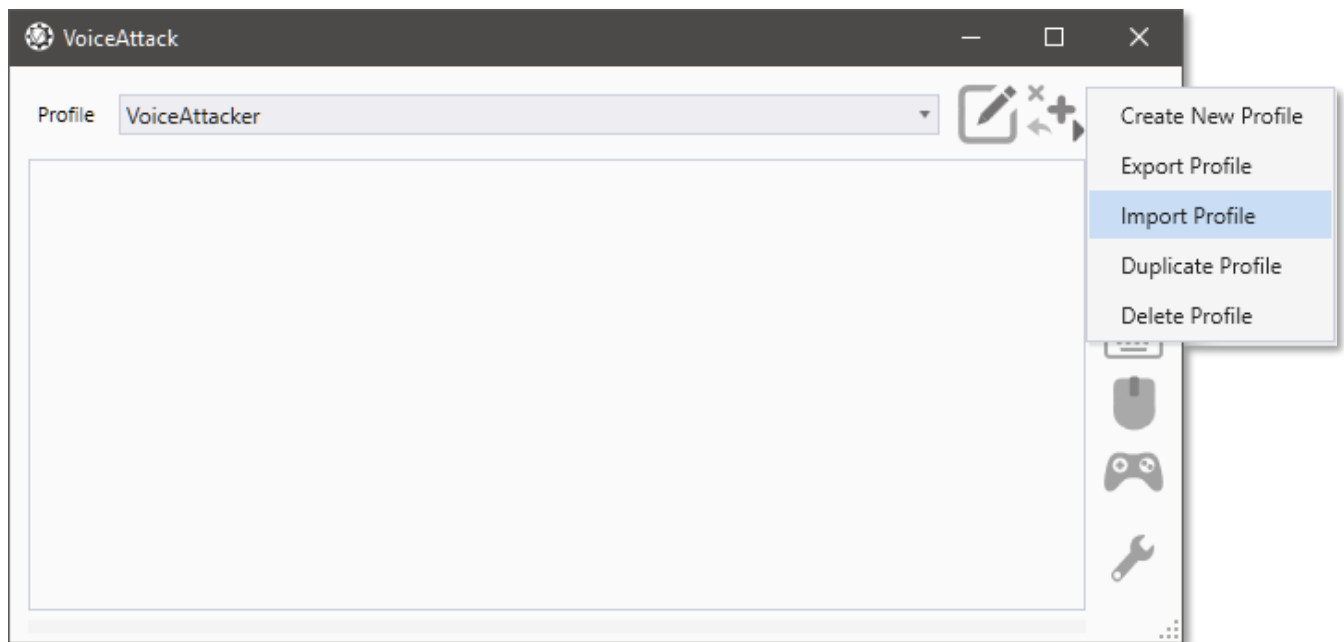 VoiceAttack
Profile
VoiceAttacker
Create New Profile
Export Profile
Import Profile
Duplicate Profile
Delete Profile